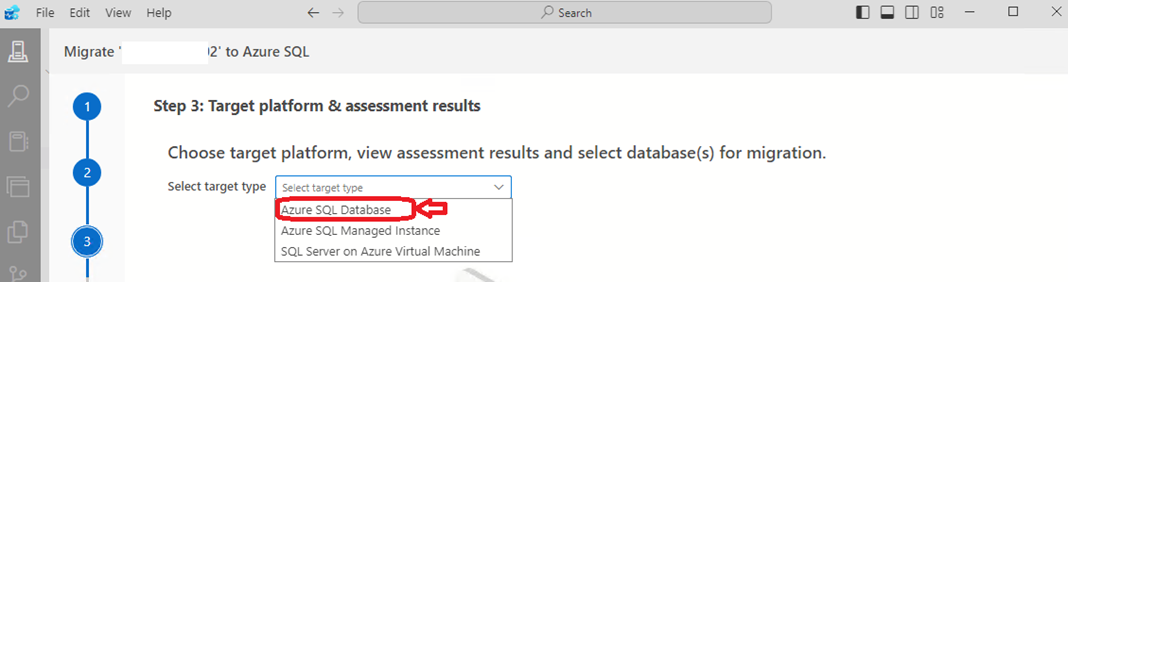 File Edit View Help Search
Migrate ' 02' to Azure SQL
1
Step 3: Target platform & assessment results
Choose target platform, view assessment results and select database(s) for migration.
2
Select target type Select target type
Azure SQL Database
Azure SQL Managed Instance
3
SQL Server on Azure Virtual Machine